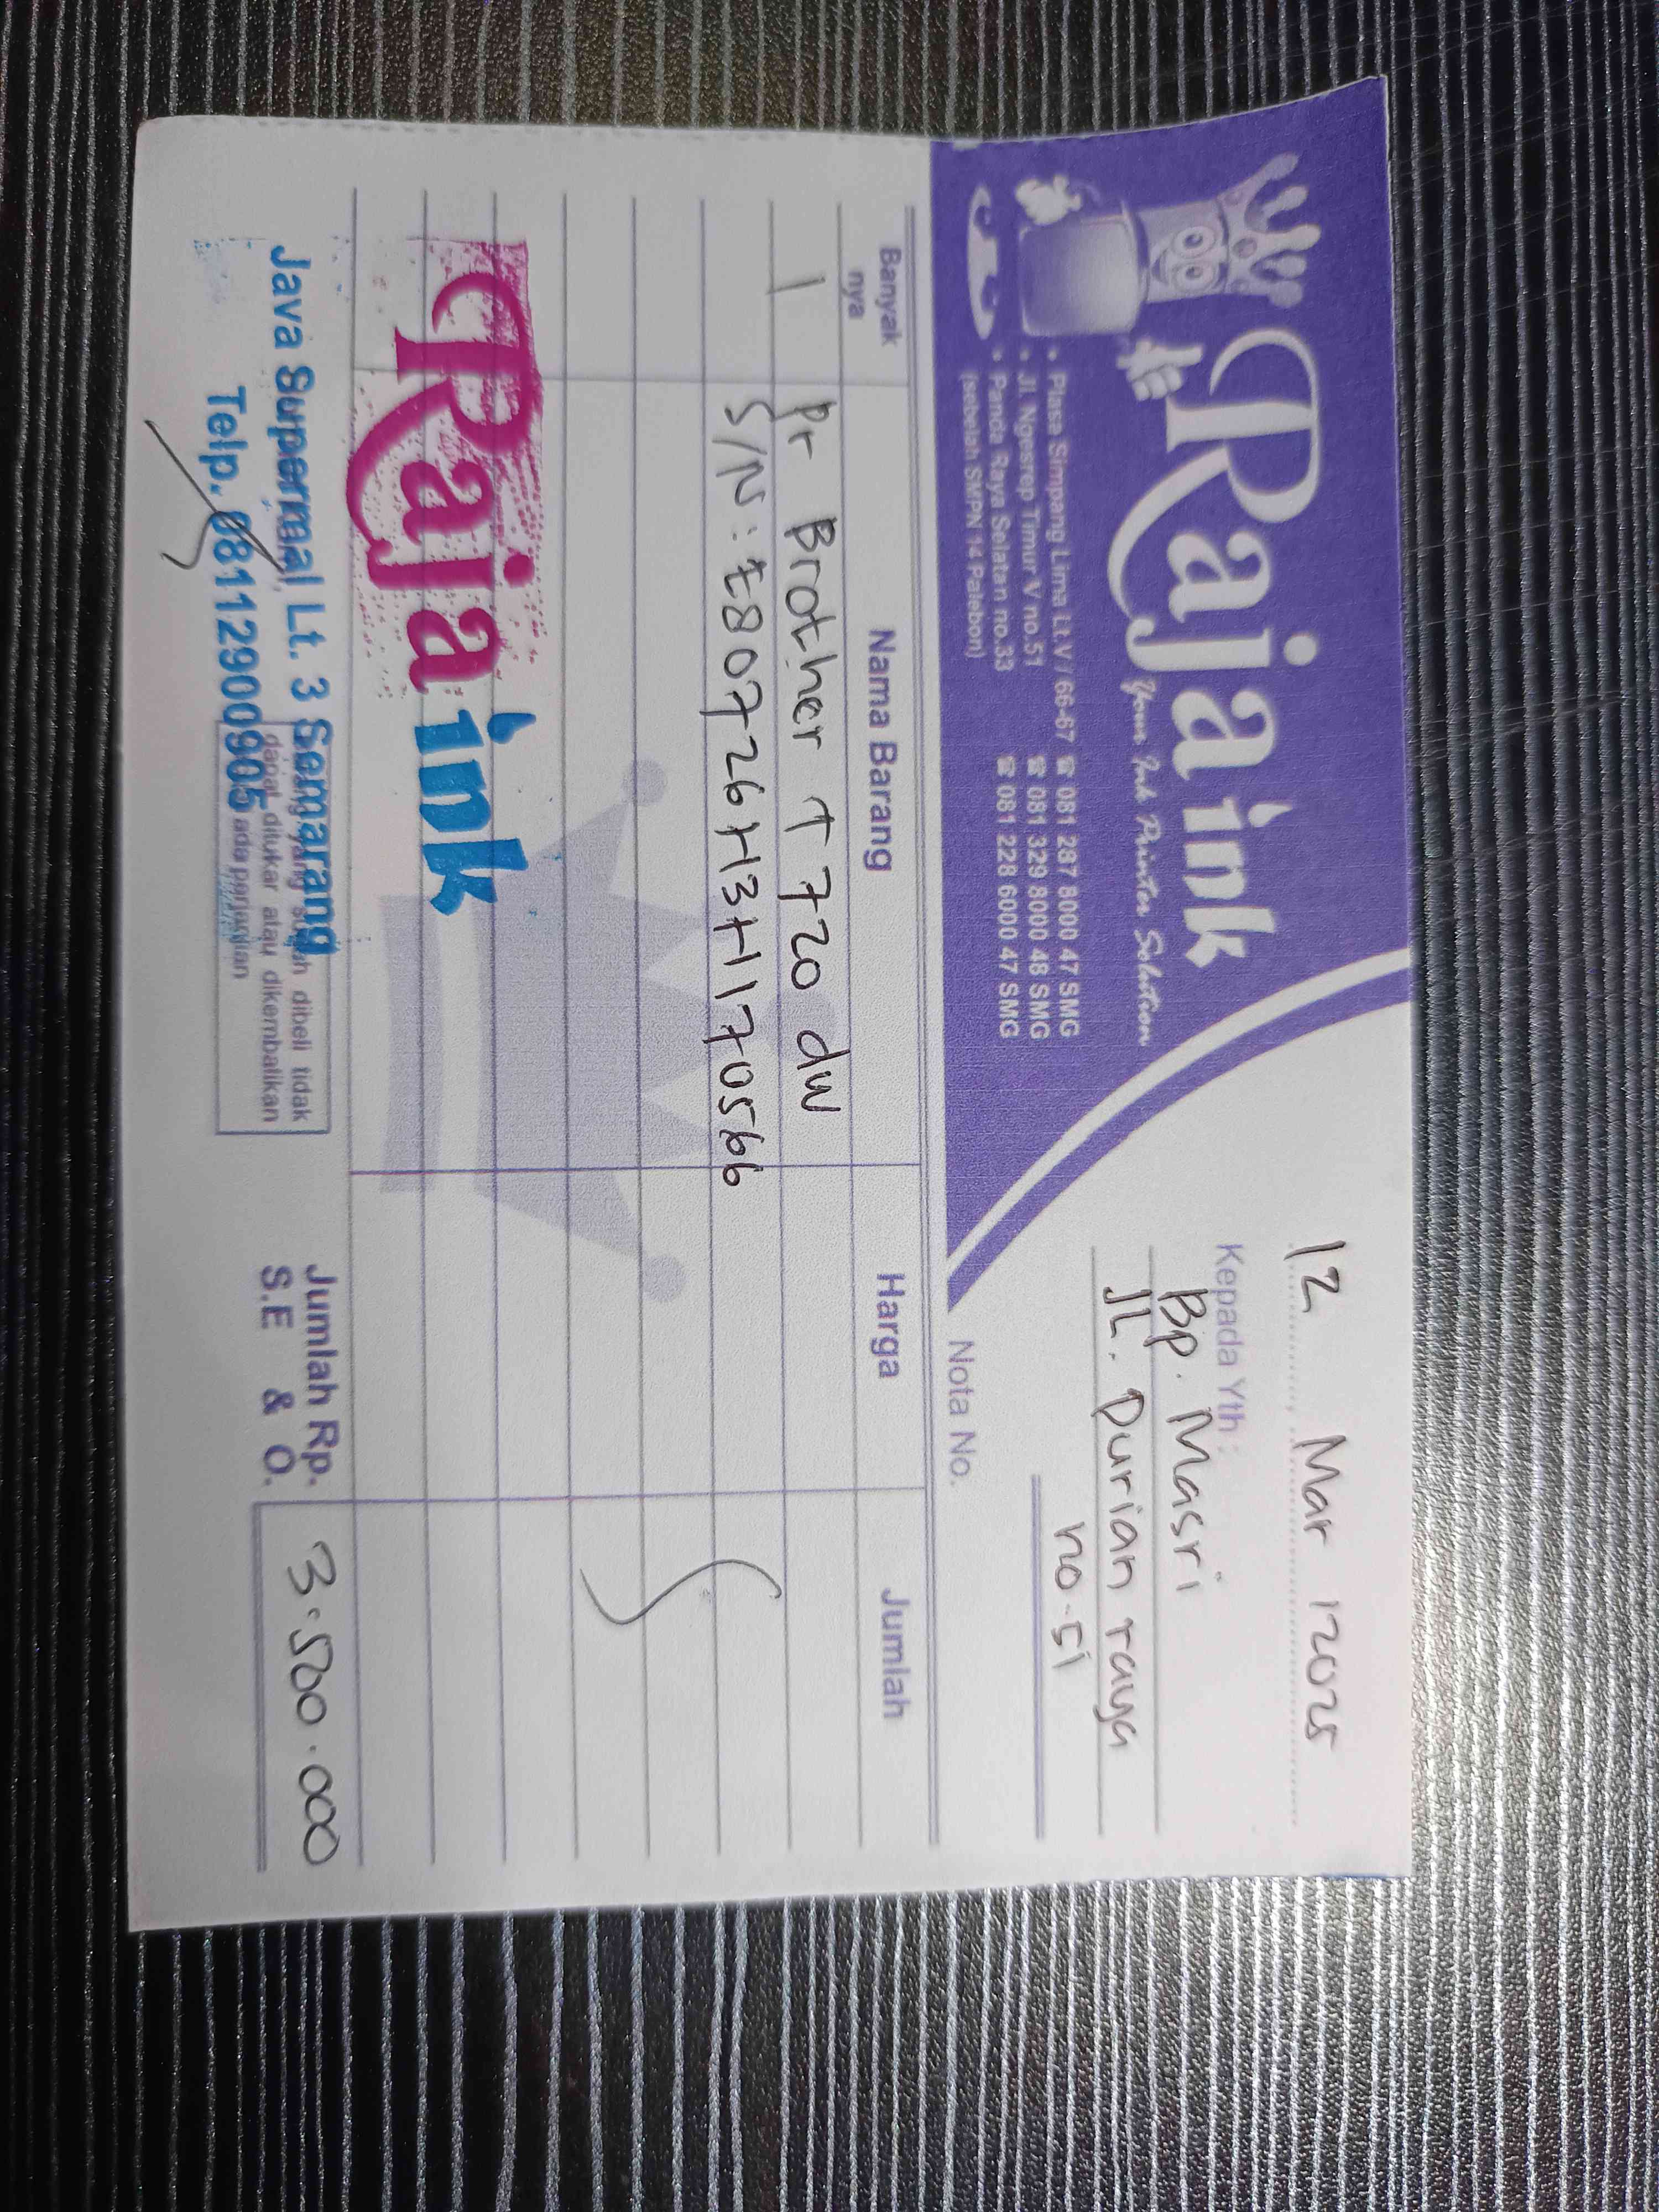 Raja ink
Your Ink Printer Solution
• Plasa Simpang Lima Lt.V / 66-67 ☎ 081 287 8000 47 SMG
• Jl. Ngesrep Timur V no.51 ☎ 081 329 8000 48 SMG
• Panda Raya Selatan no.33 ☎ 081 228 6000 47 SMG
(sebelah SMPN 14 Palebon)
12 Mar 2025
Kepada Yth :
Bp. Masri
JL. Durian raya
no.51
Nota No.
Banyak nya Nama Barang Harga Jumlah
1 Pr Brother T 720 dw
S/N : E80726H3H170566
Raja ink
Java Supermal Lt. 3 Semarang
Telp. 08112900905
dibeli tidak
dapat ditukar atau dikembalikan
ada perjanjian
Jumlah Rp. 3.500.000
S.E & O.